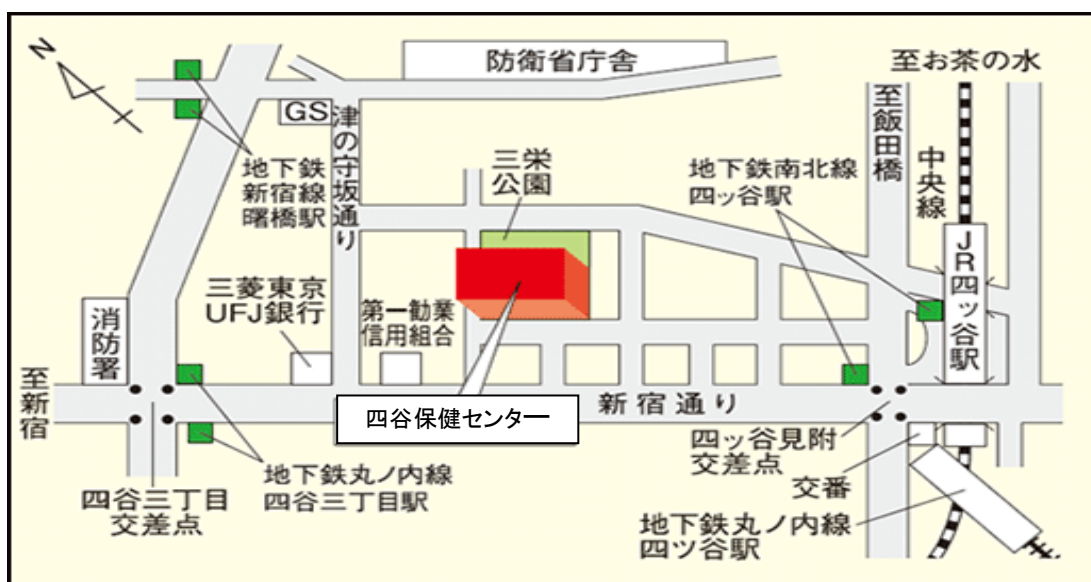 N
防衛省庁舎
至お茶の水
GS
津の守坂通り
地下鉄
新宿線
曙橋駅
三栄
公園
地下鉄南北線
四ッ谷駅
至飯田橋
中央線
JR四ッ谷駅
消防署
三菱東京
UFJ銀行
第一勧業
信用組合
至新宿
四谷保健センター
新宿通り
四ッ谷見附
交差点
交番
四谷三丁目
交差点
地下鉄丸ノ内線
四谷三丁目駅
地下鉄丸ノ内線
四ツ谷駅